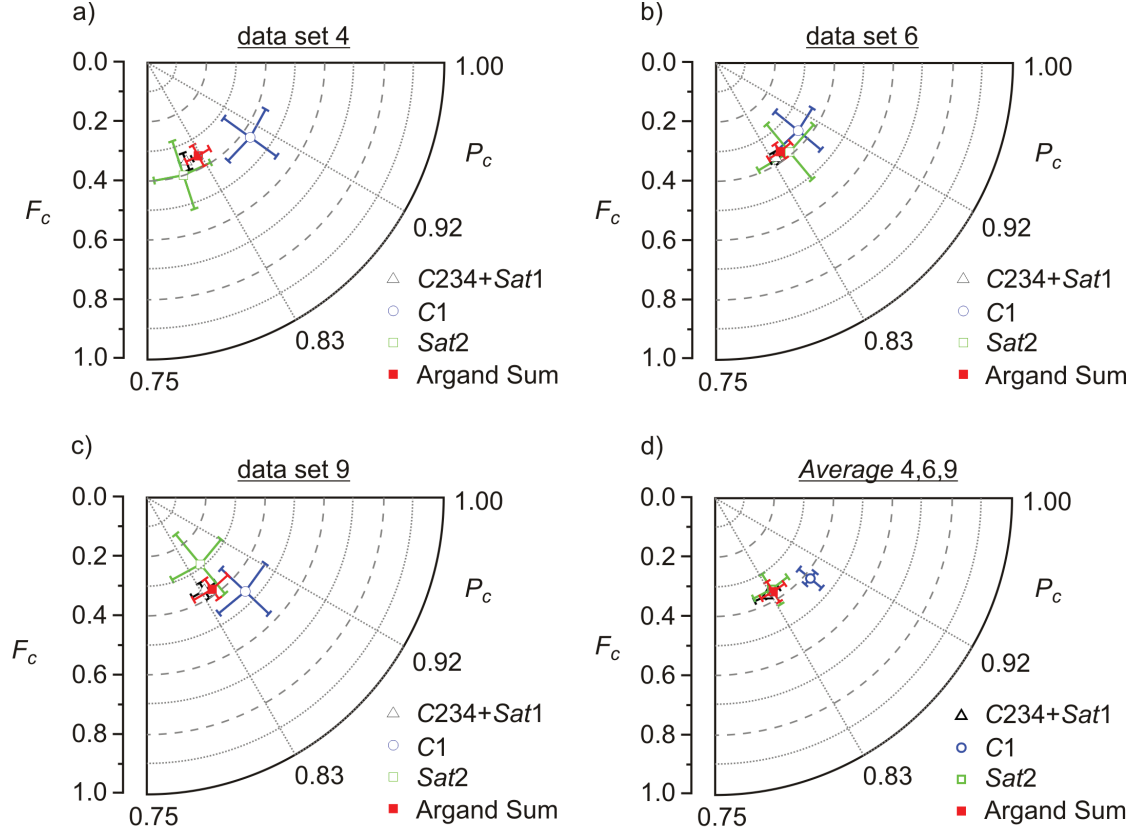 a)
data set 4
0.0
0.2
0.4
0.6
0.8
1.0
F_c
1.00
P_c
0.92
0.83
0.75
C234+Sat1
C1
Sat2
Argand Sum
b)
data set 6
0.0
0.2
0.4
0.6
0.8
1.0
F_c
1.00
P_c
0.92
0.83
0.75
C234+Sat1
C1
Sat2
Argand Sum
c)
data set 9
0.0
0.2
0.4
0.6
0.8
1.0
F_c
1.00
P_c
0.92
0.83
0.75
C234+Sat1
C1
Sat2
Argand Sum
d)
Average 4,6,9
0.0
0.2
0.4
0.6
0.8
1.0
F_c
1.00
P_c
0.92
0.83
0.75
C234+Sat1
C1
Sat2
Argand Sum